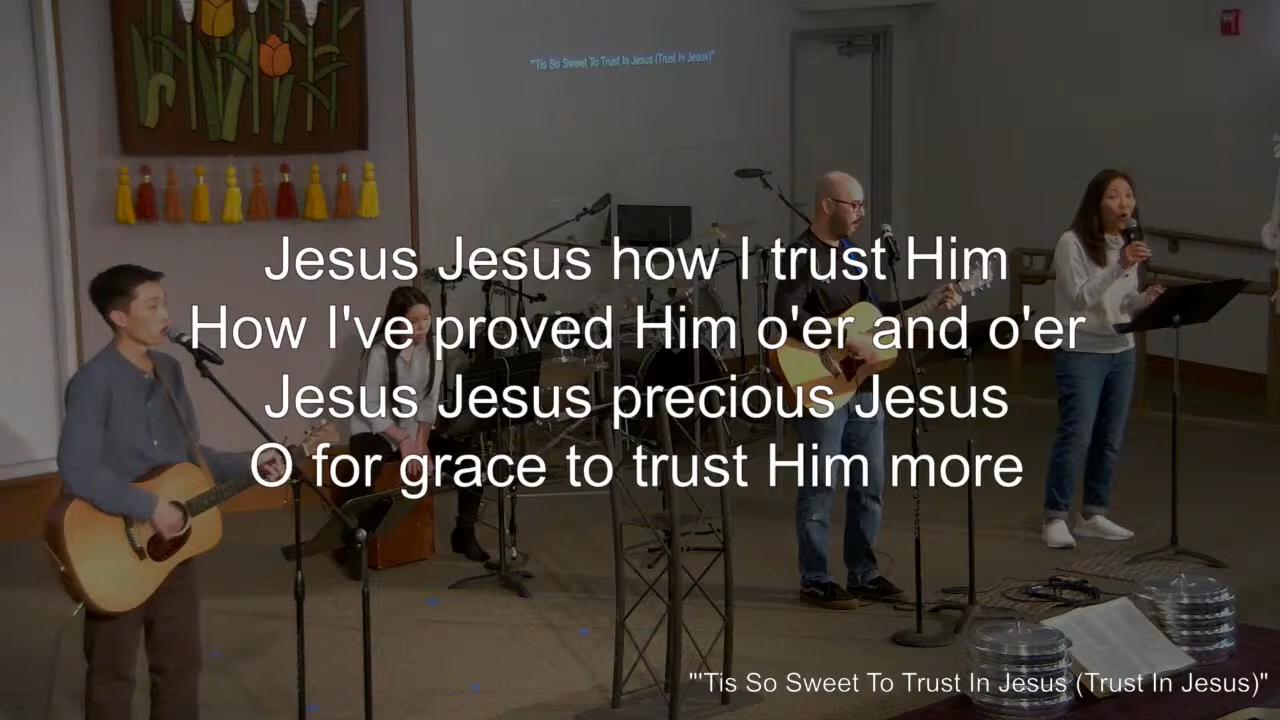 "'Tis So Sweet To Trust In Jesus (Trust In Jesus)"
Jesus Jesus how I trust Him
How I've proved Him o'er and o'er
Jesus Jesus precious Jesus
O for grace to trust Him more
"'Tis So Sweet To Trust In Jesus (Trust In Jesus)"